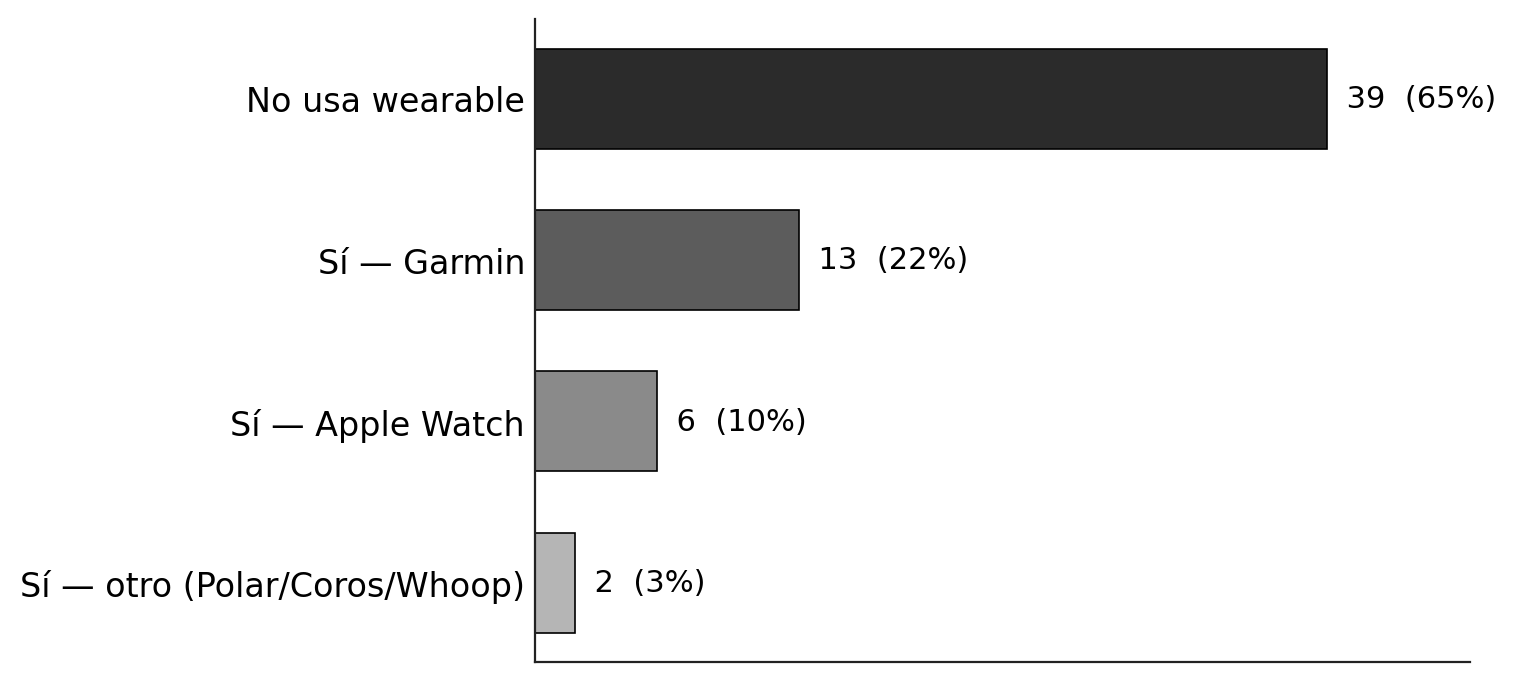 No usa wearable 39 (65%)
Sí — Garmin 13 (22%)
Sí — Apple Watch 6 (10%)
Sí — otro (Polar/Coros/Whoop) 2 (3%)